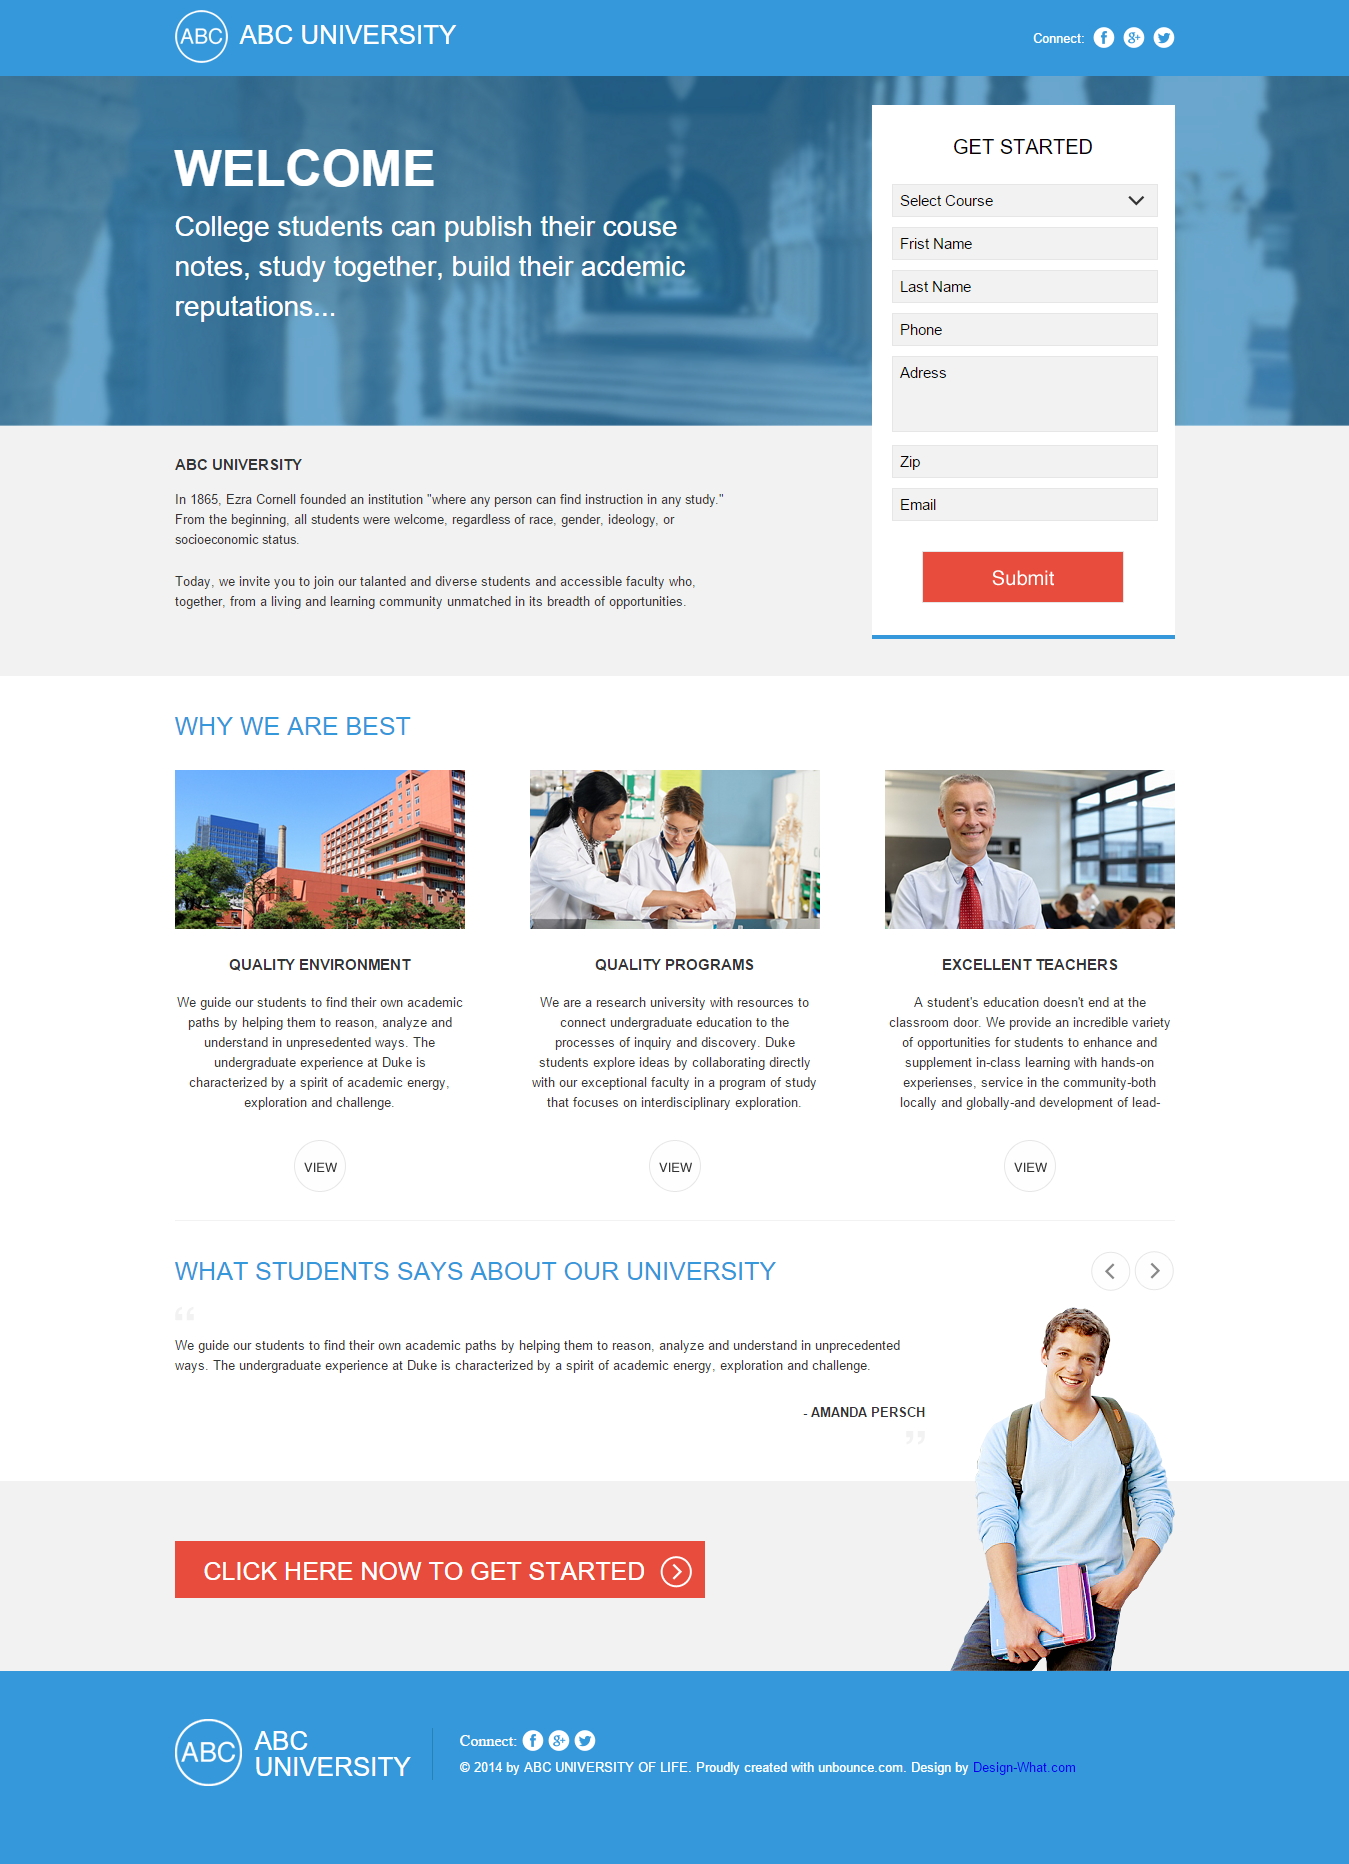 ABC ABC UNIVERSITY
Connect:
WELCOME
College students can publish their couse
notes, study together, build their acdemic
reputations...
GET STARTED
Select Course
Frist Name
Last Name
Phone
Adress
Zip
Email
Submit
ABC UNIVERSITY
In 1865, Ezra Cornell founded an institution "where any person can find instruction in any study."
From the beginning, all students were welcome, regardless of race, gender, ideology, or
socioeconomic status.
Today, we invite you to join our talanted and diverse students and accessible faculty who,
together, from a living and learning community unmatched in its breadth of opportunities.
WHY WE ARE BEST
QUALITY ENVIRONMENT
We guide our students to find their own academic
paths by helping them to reason, analyze and
understand in unpresedented ways. The
undergraduate experience at Duke is
characterized by a spirit of academic energy,
exploration and challenge.
VIEW
QUALITY PROGRAMS
We are a research university with resources to
connect undergraduate education to the
processes of inquiry and discovery. Duke
students explore ideas by collaborating directly
with our exceptional faculty in a program of study
that focuses on interdisciplinary exploration.
VIEW
EXCELLENT TEACHERS
A student's education doesn't end at the
classroom door. We provide an incredible variety
of opportunities for students to enhance and
supplement in-class learning with hands-on
experienses, service in the community-both
locally and globally-and development of lead-
VIEW
WHAT STUDENTS SAYS ABOUT OUR UNIVERSITY
“
We guide our students to find their own academic paths by helping them to reason, analyze and understand in unprecedented
ways. The undergraduate experience at Duke is characterized by a spirit of academic energy, exploration and challenge.
- AMANDA PERSCH
”
CLICK HERE NOW TO GET STARTED
ABC ABC
UNIVERSITY
Connect:
© 2014 by ABC UNIVERSITY OF LIFE. Proudly created with unbounce.com. Design by Design-What.com